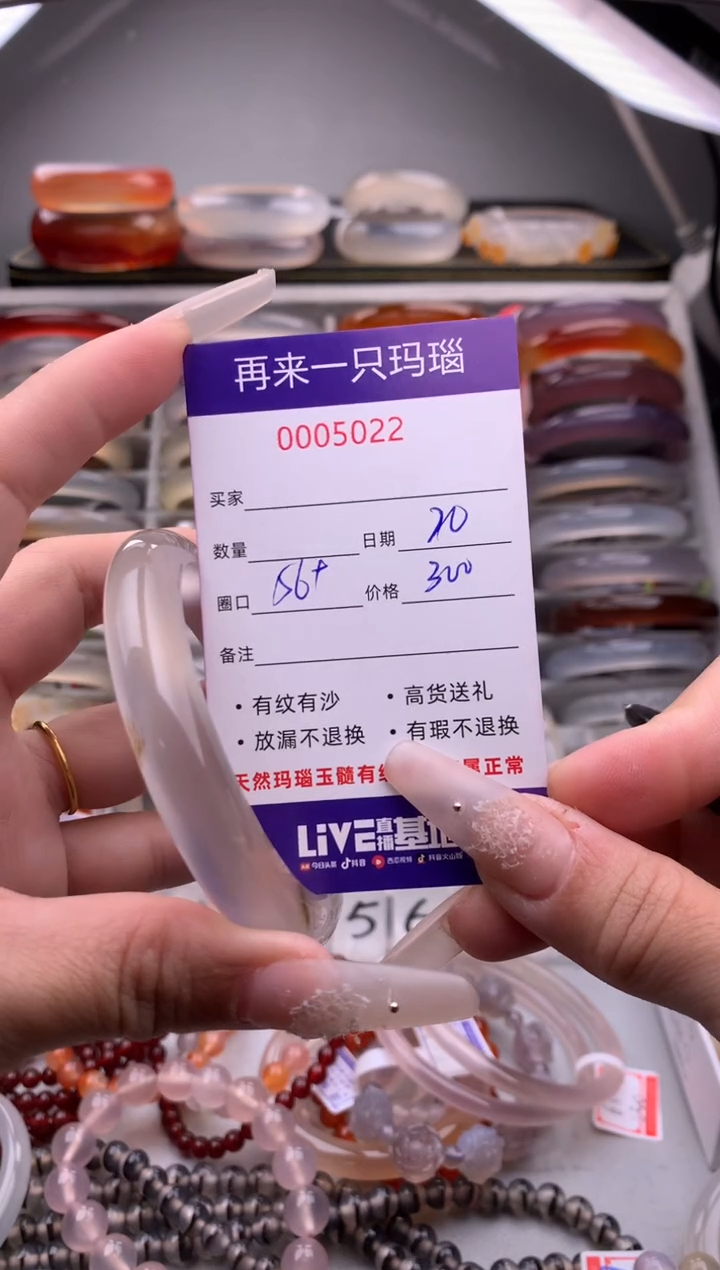 再来一只玛瑙
0005022
买家
数量 日期 20
圈口 56+ 价格 300
备注
• 有纹有沙 • 高货送礼
• 放漏不退换 • 有瑕不退换
天然玛瑙玉髓有 属正常
LiVE直播基地
今日头条 抖音 西瓜视频 抖音火山版
56